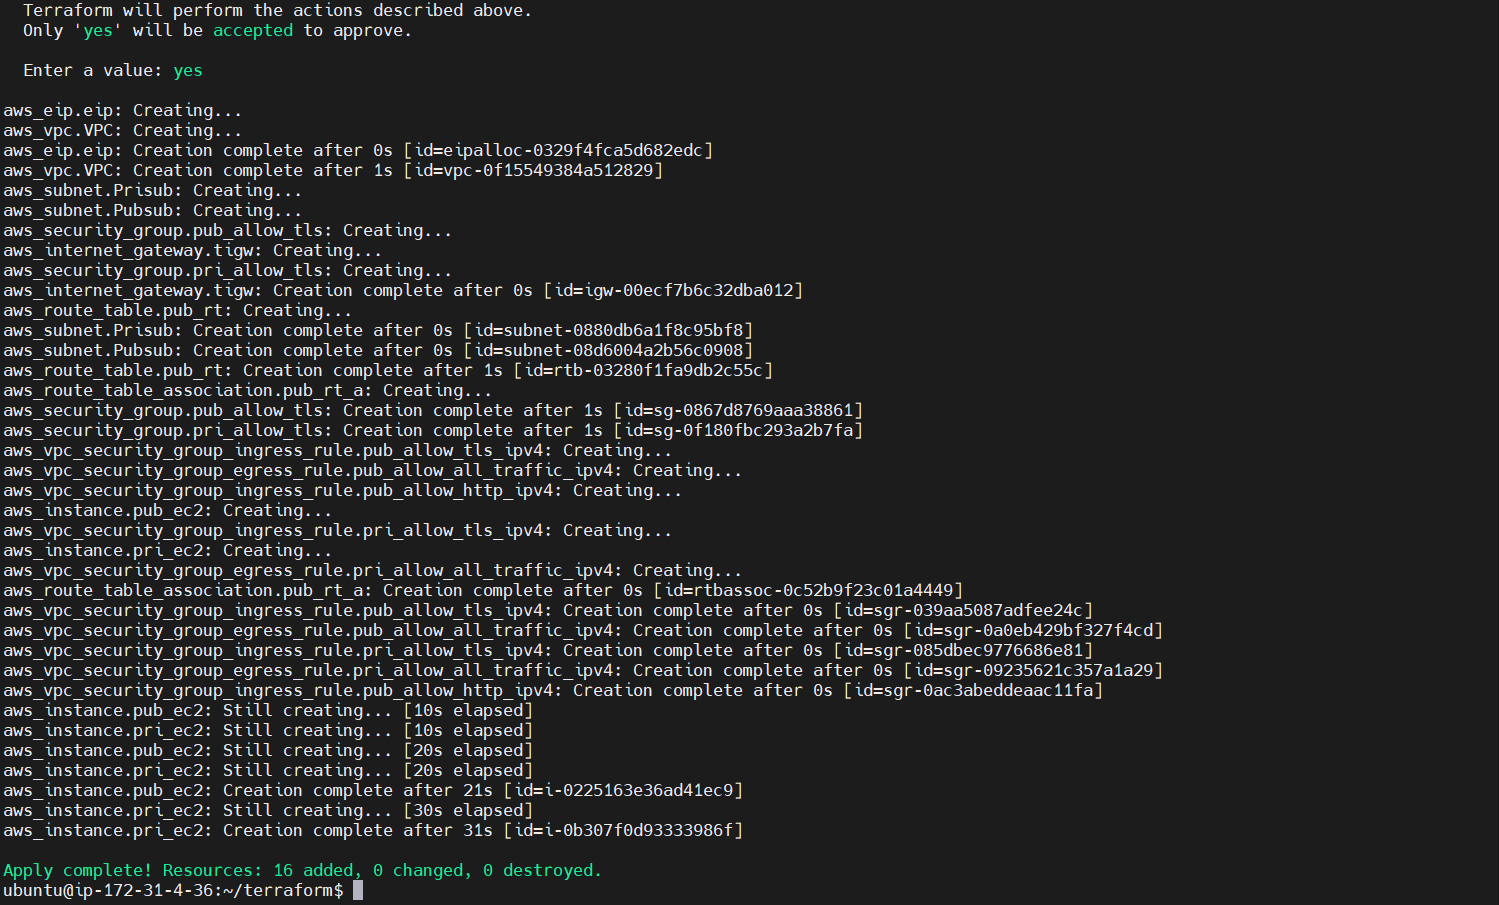 Terraform will perform the actions described above.
Only 'yes' will be accepted to approve.
Enter a value: yes
aws_eip.eip: Creating...
aws_vpc.VPC: Creating...
aws_eip.eip: Creation complete after 0s [id=eipalloc-0329f4fca5d682edc]
aws_vpc.VPC: Creation complete after 1s [id=vpc-0f15549384a512829]
aws_subnet.Prisub: Creating...
aws_subnet.Pubsub: Creating...
aws_security_group.pub_allow_tls: Creating...
aws_internet_gateway.tigw: Creating...
aws_security_group.pri_allow_tls: Creating...
aws_internet_gateway.tigw: Creation complete after 0s [id=igw-00ecf7b6c32dba012]
aws_route_table.pub_rt: Creating...
aws_subnet.Prisub: Creation complete after 0s [id=subnet-0880db6a1f8c95bf8]
aws_subnet.Pubsub: Creation complete after 0s [id=subnet-08d6004a2b56c0908]
aws_route_table.pub_rt: Creation complete after 1s [id=rtb-03280f1fa9db2c55c]
aws_route_table_association.pub_rt_a: Creating...
aws_security_group.pub_allow_tls: Creation complete after 1s [id=sg-0867d8769aaa38861]
aws_security_group.pri_allow_tls: Creation complete after 1s [id=sg-0f180fbc293a2b7fa]
aws_vpc_security_group_ingress_rule.pub_allow_tls_ipv4: Creating...
aws_vpc_security_group_egress_rule.pub_allow_all_traffic_ipv4: Creating...
aws_vpc_security_group_ingress_rule.pub_allow_http_ipv4: Creating...
aws_instance.pub_ec2: Creating...
aws_vpc_security_group_ingress_rule.pri_allow_tls_ipv4: Creating...
aws_instance.pri_ec2: Creating...
aws_vpc_security_group_egress_rule.pri_allow_all_traffic_ipv4: Creating...
aws_route_table_association.pub_rt_a: Creation complete after 0s [id=rtbassoc-0c52b9f23c01a4449]
aws_vpc_security_group_ingress_rule.pub_allow_tls_ipv4: Creation complete after 0s [id=sgr-039aa5087adfee24c]
aws_vpc_security_group_egress_rule.pub_allow_all_traffic_ipv4: Creation complete after 0s [id=sgr-0a0eb429bf327f4cd]
aws_vpc_security_group_ingress_rule.pri_allow_tls_ipv4: Creation complete after 0s [id=sgr-085dbec9776686e81]
aws_vpc_security_group_egress_rule.pri_allow_all_traffic_ipv4: Creation complete after 0s [id=sgr-09235621c357a1a29]
aws_vpc_security_group_ingress_rule.pub_allow_http_ipv4: Creation complete after 0s [id=sgr-0ac3abeddeaac11fa]
aws_instance.pub_ec2: Still creating... [10s elapsed]
aws_instance.pri_ec2: Still creating... [10s elapsed]
aws_instance.pub_ec2: Still creating... [20s elapsed]
aws_instance.pri_ec2: Still creating... [20s elapsed]
aws_instance.pub_ec2: Creation complete after 21s [id=i-0225163e36ad41ec9]
aws_instance.pri_ec2: Still creating... [30s elapsed]
aws_instance.pri_ec2: Creation complete after 31s [id=i-0b307f0d93333986f]
Apply complete! Resources: 16 added, 0 changed, 0 destroyed.
ubuntu@ip-172-31-4-36:~/terraform$